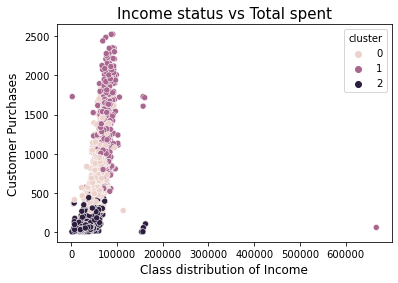 Income status vs Total spent
cluster
0
1
2
2500
2000
1500
1000
500
0
Customer Purchases
0 100000 200000 300000 400000 500000 600000
Class distribution of Income